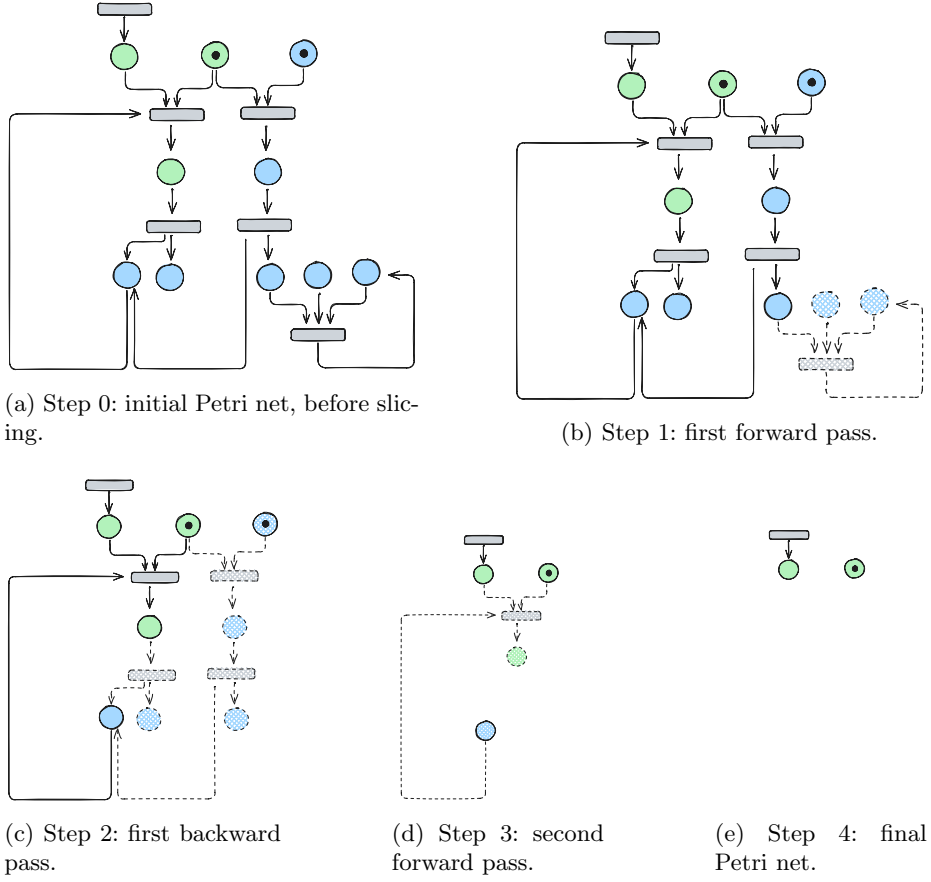 (a) Step 0: initial Petri net, before slic-
ing.
(b) Step 1: first forward pass.
(c) Step 2: first backward
pass.
(d) Step 3: second
forward pass.
(e) Step 4: final
Petri net.